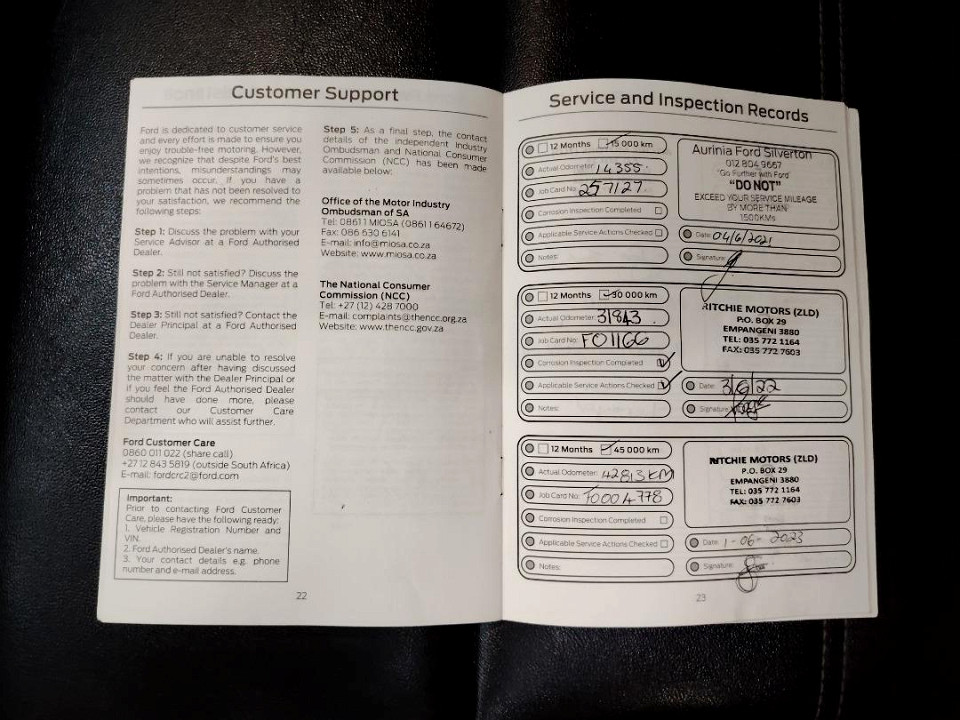 Customer Support
Ford is dedicated to customer service
and every effort is made to ensure you
enjoy trouble-free motoring. However,
we recognize that despite Ford's best
intentions, misunderstandings may
sometimes occur. If you have a
problem that has not been resolved to
your satisfaction, we recommend the
following steps:
Step 1: Discuss the problem with your
Service Advisor at a Ford Authorised
Dealer.
Step 2: Still not satisfied? Discuss the
problem with the Service Manager at a
Ford Authorised Dealer.
Step 3: Still not satisfied? Contact the
Dealer Principal at a Ford Authorised
Dealer.
Step 4: If you are unable to resolve
your concern after having discussed
the matter with the Dealer Principal or
if you feel the Ford Authorised Dealer
should have done more, please
contact our Customer Care
Department who will assist further.
Ford Customer Care
0860 011 022 (share call)
+27 12 843 5819 (outside South Africa)
E-mail: fordcrc2@ford.com
Important:
Prior to contacting Ford Customer
Care, please have the following ready:
1. Vehicle Registration Number and
VIN.
2. Ford Authorised Dealer's name.
3. Your contact details e.g. phone
number and e-mail address.
Step 5: As a final step, the contact
details of the independent Industry
Ombudsman and National Consumer
Commission (NCC) has been made
available below:
Office of the Motor Industry
Ombudsman of SA
Tel: 08611 MIOSA (08611 64672)
Fax: 086 630 6141
E-mail: info@miosa.co.za
Website: www.miosa.co.za
The National Consumer
Commission (NCC)
Tel: +27 (12) 428 7000
E-mail: complaints@thencc.org.za
Website: www.thencc.gov.za
22
Service and Inspection Records
12 Months 15 000 km
Actual Odometer: 14355
Job Card No: 257127
Corrosion Inspection Completed
Applicable Service Actions Checked
Notes:
Aurinia Ford Silverton
012 804 9667
"Go Further with Ford"
"DO NOT"
EXCEED YOUR SERVICE MILEAGE
BY MORE THAN
1500KMs
Date: 04/6/2021
Signature:
12 Months 30 000 km
Actual Odometer: 31843
Job Card No: F01166
Corrosion Inspection Completed
Applicable Service Actions Checked
Notes:
RITCHIE MOTORS (ZLD)
P.O. BOX 29
EMPANGENI 3880
TEL: 035 772 1164
FAX: 035 772 7603
Date: 3/6/22
Signature:
12 Months 45 000 km
Actual Odometer: 42813 KM
Job Card No: F0004778
Corrosion Inspection Completed
Applicable Service Actions Checked
Notes:
RITCHIE MOTORS (ZLD)
P.O. BOX 29
EMPANGENI 3880
TEL: 035 772 1164
FAX: 035 772 7603
Date: 1-06-2023
Signature:
23